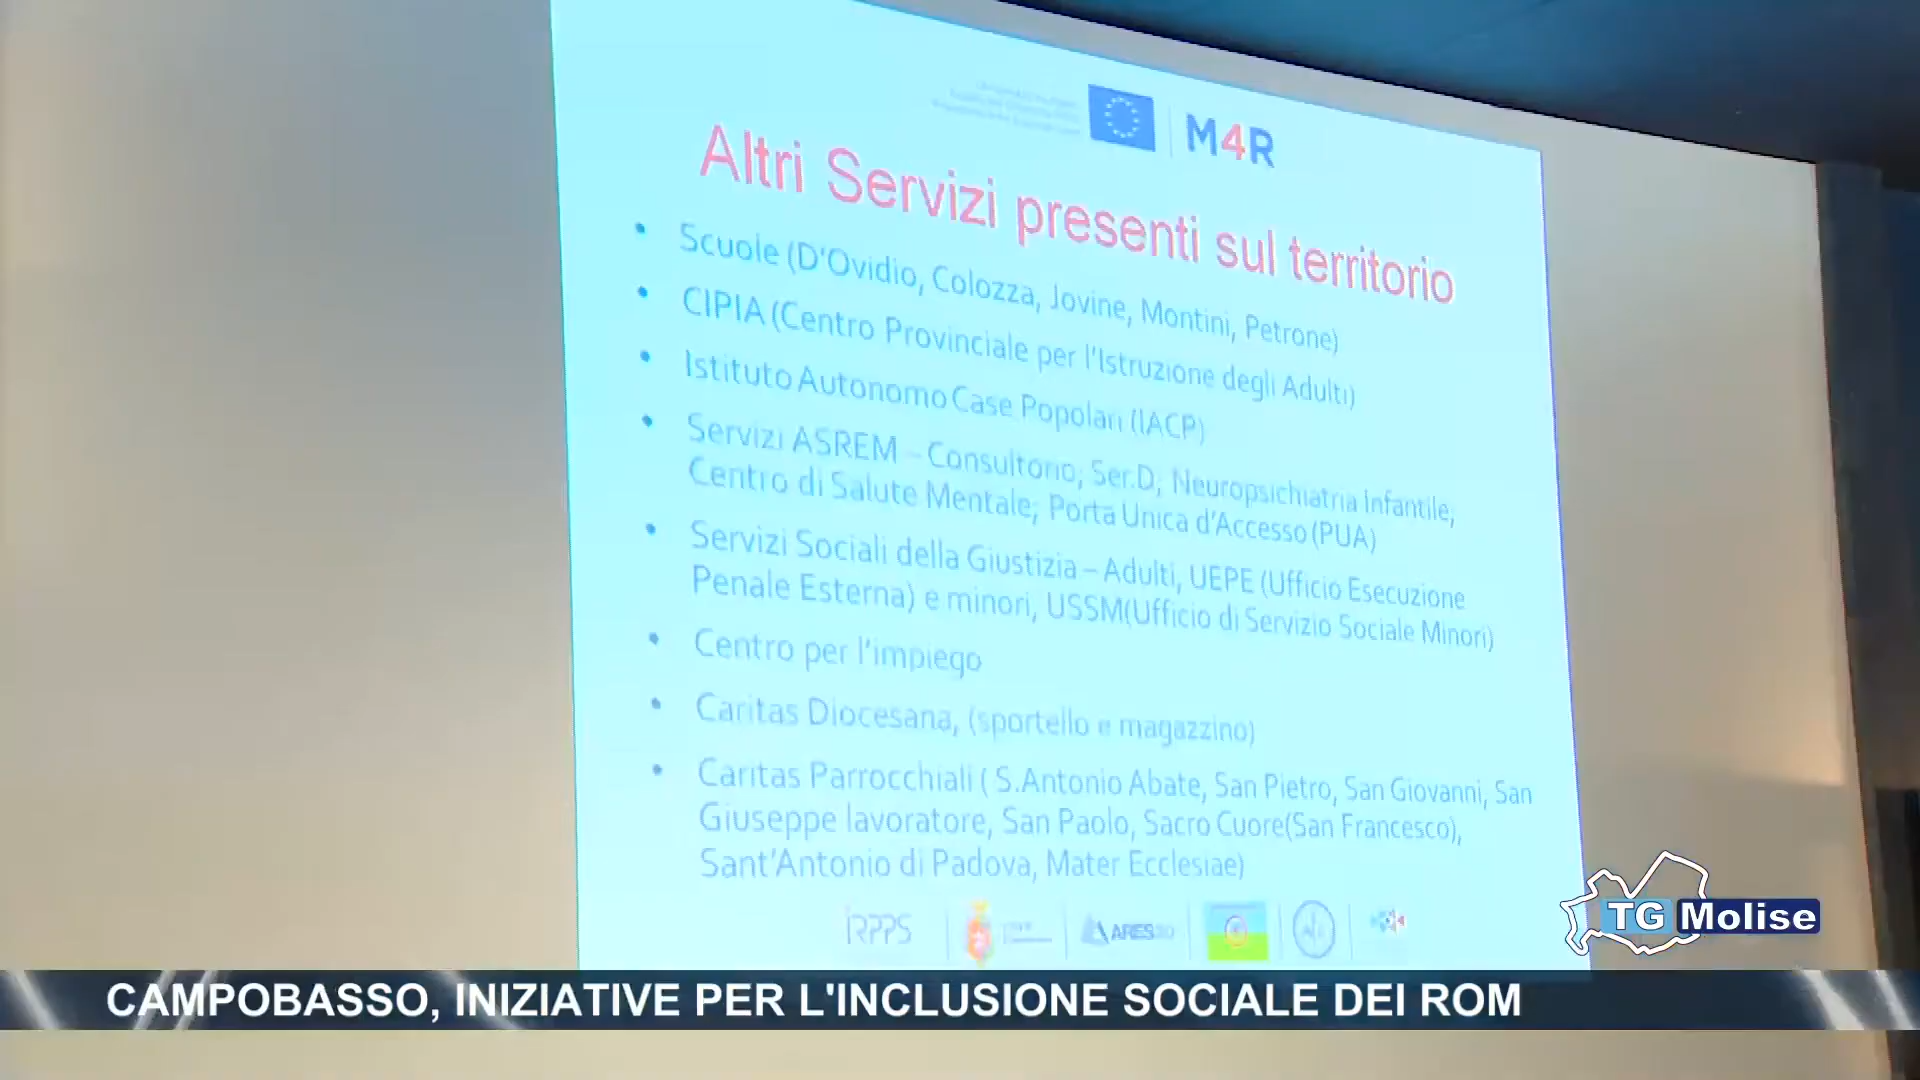 M4R
Altri Servizi presenti sul territorio
• Scuole (D'Ovidio, Colozza, Jovine, Montini, Petrone)
• CIPIA (Centro Provinciale per l'Istruzione degli Adulti)
• Istituto Autonomo Case Popolari (IACP)
• Servizi ASREM – Consultorio; Ser.D; Neuropsichiatria Infantile;
Centro di Salute Mentale; Porta Unica d'Accesso (PUA)
• Servizi Sociali della Giustizia – Adulti, UEPE (Ufficio Esecuzione
Penale Esterna) e minori, USSM(Ufficio di Servizio Sociale Minori)
• Centro per l'impiego
• Caritas Diocesana, (sportello e magazzino)
• Caritas Parrocchiali ( S.Antonio Abate, San Pietro, San Giovanni, San
Giuseppe lavoratore, San Paolo, Sacro Cuore(San Francesco),
Sant'Antonio di Padova, Mater Ecclesiae)
IRPPS
ARES20
TG Molise
CAMPOBASSO, INIZIATIVE PER L'INCLUSIONE SOCIALE DEI ROM